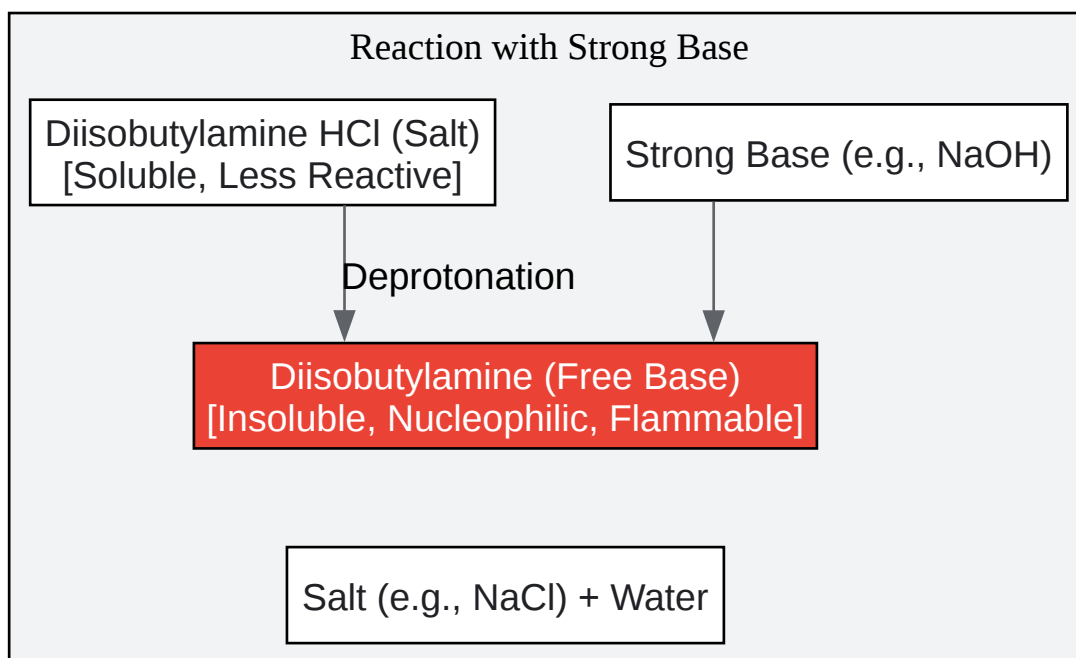 Reaction with Strong Base
Diisobutylamine HCl (Salt)
[Soluble, Less Reactive]
Strong Base (e.g., NaOH)
Deprotonation
Diisobutylamine (Free Base)
[Insoluble, Nucleophilic, Flammable]
Salt (e.g., NaCl) + Water